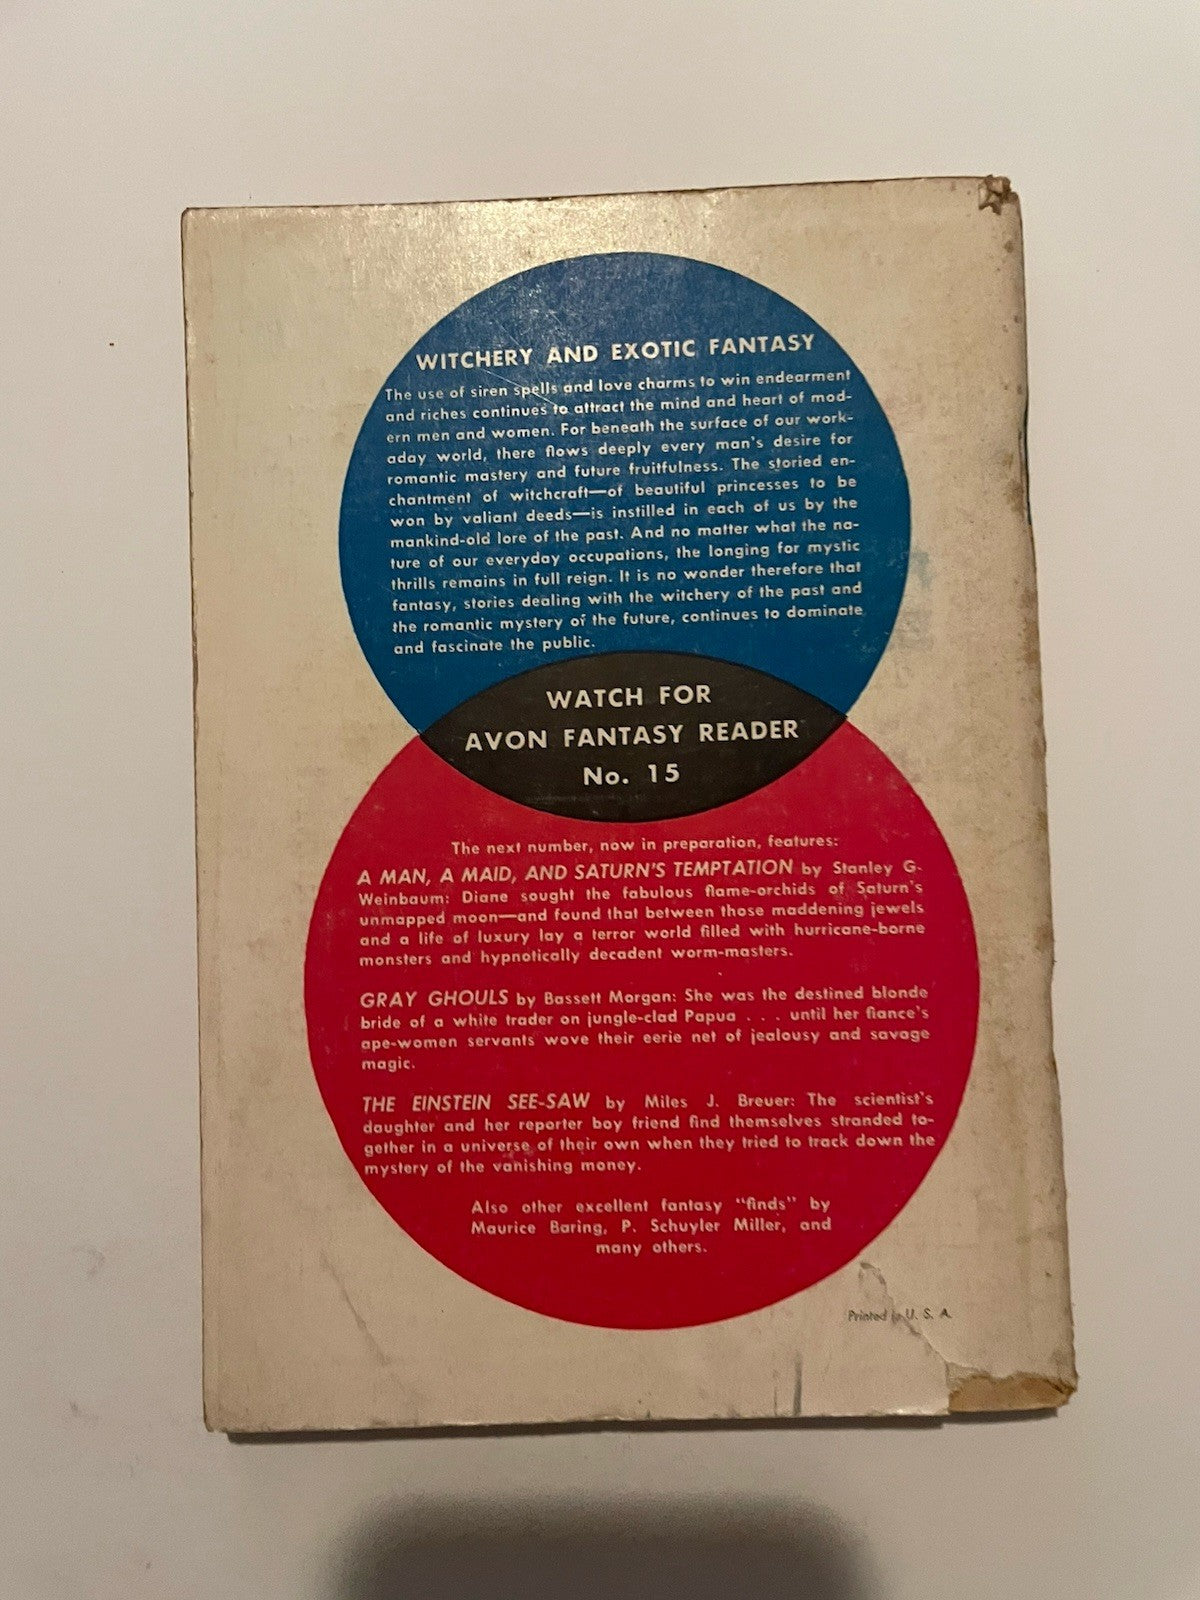 WITCHERY AND EXOTIC FANTASY
The use of siren spells and love charms to win endearment
and riches continues to attract the mind and heart of mod-
ern men and women. For beneath the surface of our work-
aday world, there flows deeply every man's desire for
romantic mastery and future fruitfulness. The storied en-
chantment of witchcraft—of beautiful princesses to be
won by valiant deeds—is instilled in each of us by the
mankind-old lore of the past. And no matter what the na-
ture of our everyday occupations, the longing for mystic
thrills remains in full reign. It is no wonder therefore that
fantasy, stories dealing with the witchery of the past and
the romantic mystery of the future, continues to dominate
and fascinate the public.
WATCH FOR
AVON FANTASY READER
No. 15
The next number, now in preparation, features:
A MAN, A MAID, AND SATURN'S TEMPTATION by Stanley G.
Weinbaum: Diane sought the fabulous flame-orchids of Saturn's
unmapped moon—and found that between those maddening jewels
and a life of luxury lay a terror world filled with hurricane-borne
monsters and hypnotically decadent worm-masters.
GRAY GHOULS by Bassett Morgan: She was the destined blonde
bride of a white trader on jungle-clad Papua . . . until her fiance's
ape-women servants wove their eerie net of jealousy and savage
magic.
THE EINSTEIN SEE-SAW by Miles J. Breuer: The scientist's
daughter and her reporter boy friend find themselves stranded to-
gether in a universe of their own when they tried to track down the
mystery of the vanishing money.
Also other excellent fantasy "finds" by
Maurice Baring, P. Schuyler Miller, and
many others.
Printed in U. S. A.